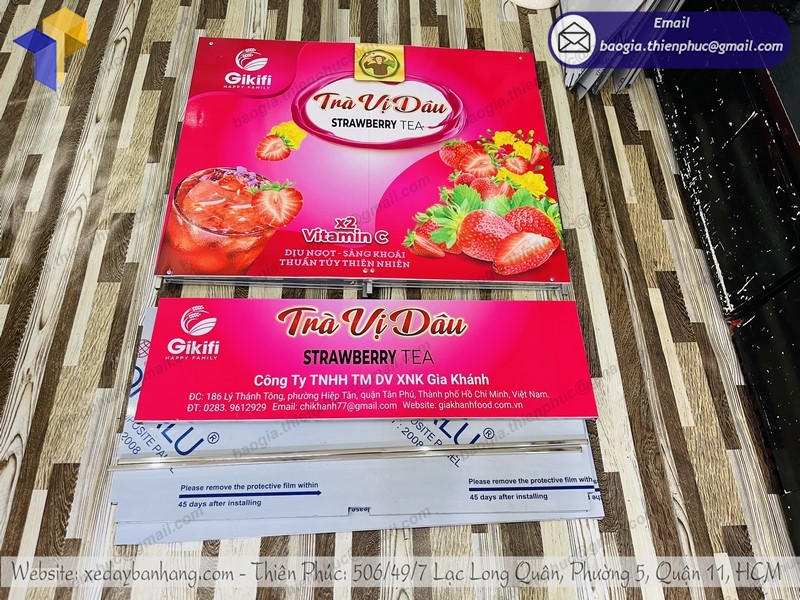 Email
baogia.thienphuc@gmail.com
Gikifi
HAPPY FAMILY
Trà Vị Dâu
STRAWBERRY TEA
x2
Vitamin C
DỊU NGỌT - SẢNG KHOÁI
THUẦN TÚY THIÊN NHIÊN
Gikifi
HAPPY FAMILY
Trà Vị Dâu
STRAWBERRY TEA
Công Ty TNHH TM DV XNK Gia Khánh
ĐC: 186 Lý Thánh Tông, phường Hiệp Tân, quận Tân Phú, Thành phố Hồ Chí Minh, Việt Nam.
ĐT: 0283. 9612929 Email: chikhanh77@gmail.com Website: giakhanhfood.com.vn
LU®
OSITE PANEL
2008
Please remove the protective film within
45 days after installing
Please remove the protective film with
45 days after installing
Website: xedaybanhang.com - Thiên Phúc: 506/49/7 Lạc Long Quân, Phường 5, Quận 11, HCM